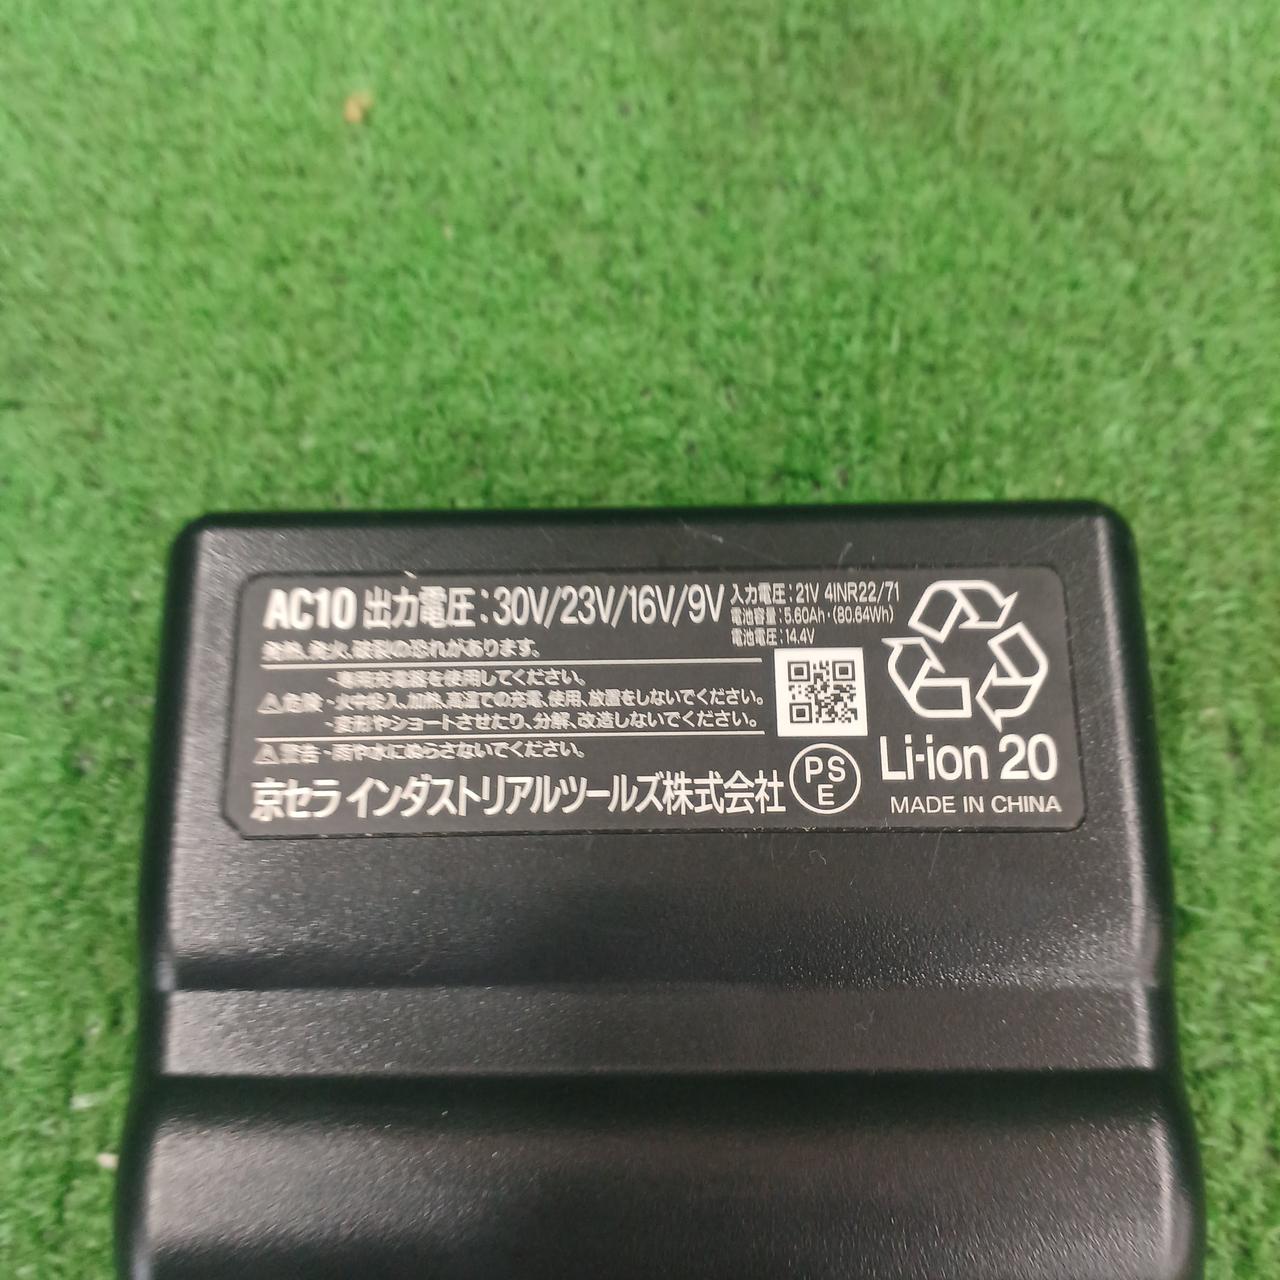 AC10 出力電圧:30V/23V/16V/9V
入力電圧:21V 4INR22/71
電池容量:5.60Ah・(80.64Wh)
電池電圧:14.4V
発熱、発火、破裂の恐れがあります。
・専用充電器を使用してください。
⚠危険・火中投入、加熱、高温での充電、使用、放置をしないでください。
・変形やショートさせたり、分解、改造しないでください。
⚠警告・雨や水にぬらさないでください。
京セラ インダストリアルツールズ株式会社
PS
E
Li-ion 20
MADE IN CHINA